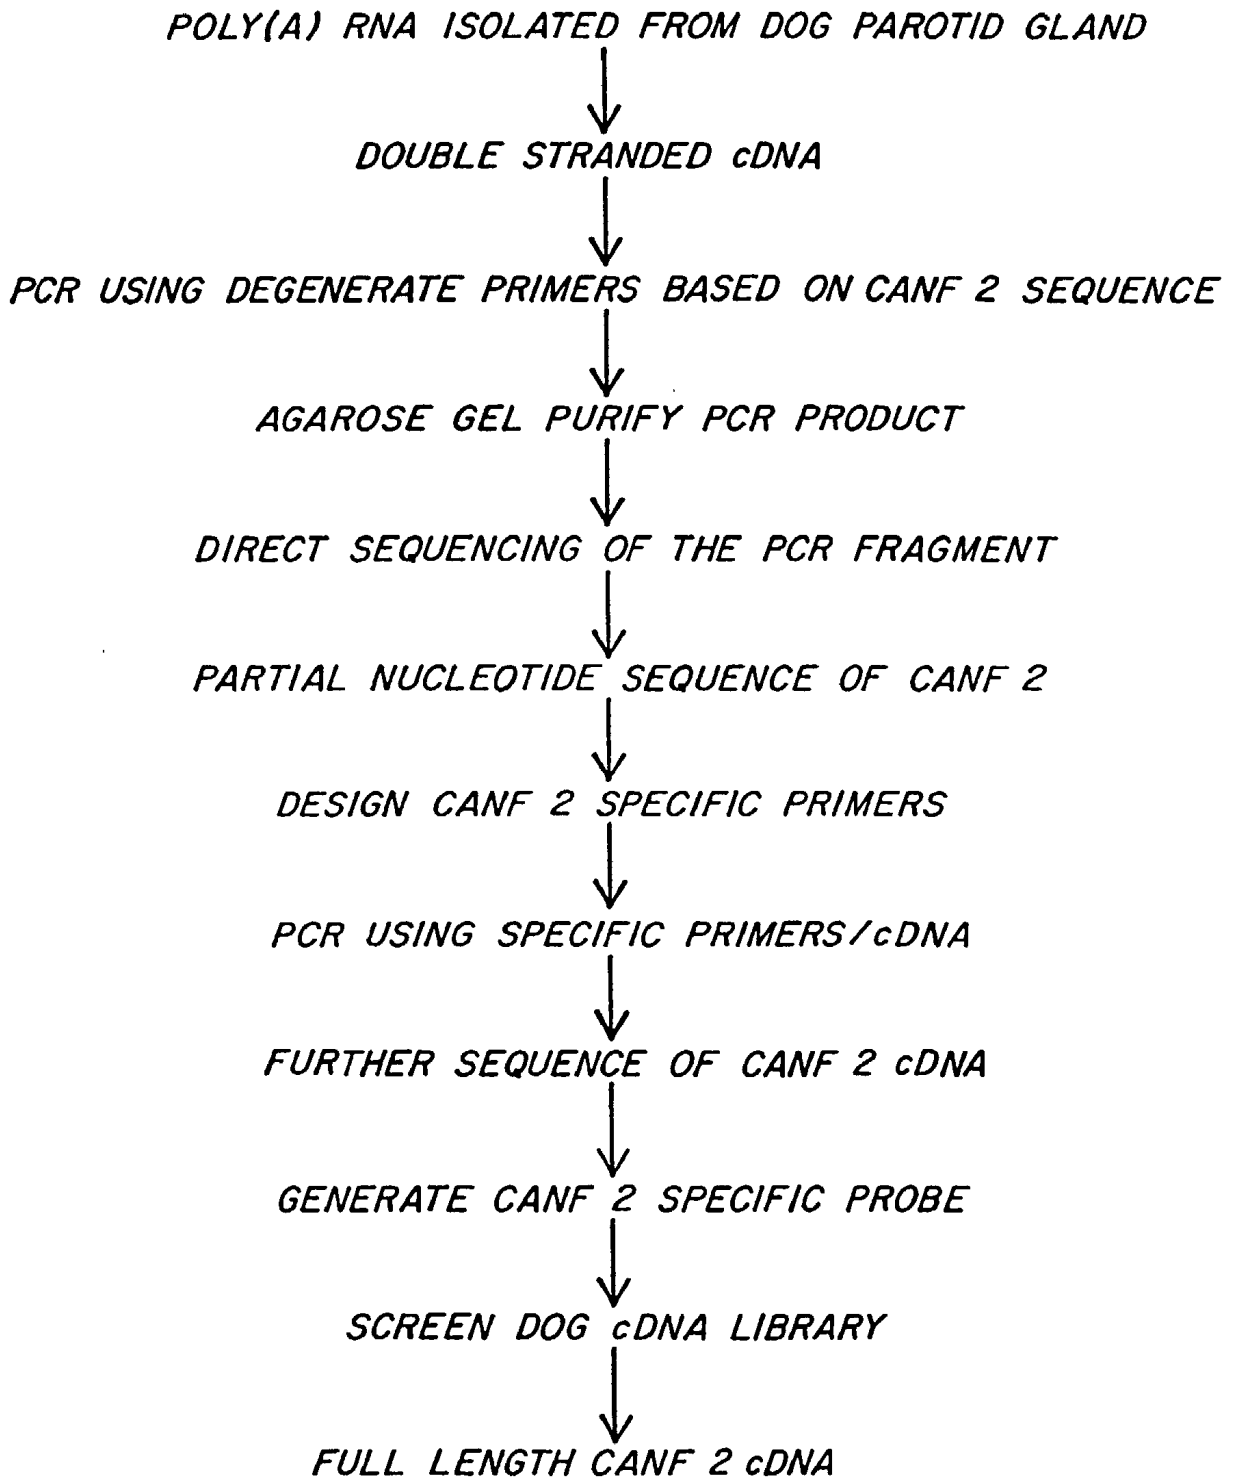 POLY(A) RNA ISOLATED FROM DOG PAROTID GLAND
DOUBLE STRANDED cDNA
PCR USING DEGENERATE PRIMERS BASED ON CANF 2 SEQUENCE
AGAROSE GEL PURIFY PCR PRODUCT
DIRECT SEQUENCING OF THE PCR FRAGMENT
PARTIAL NUCLEOTIDE SEQUENCE OF CANF 2
DESIGN CANF 2 SPECIFIC PRIMERS
PCR USING SPECIFIC PRIMERS/cDNA
FURTHER SEQUENCE OF CANF 2 cDNA
GENERATE CANF 2 SPECIFIC PROBE
SCREEN DOG cDNA LIBRARY
FULL LENGTH CANF 2 cDNA